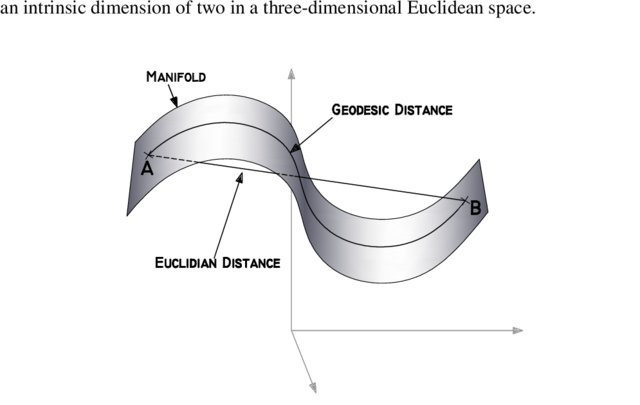 an intrinsic dimension of two in a three-dimensional Euclidean space.
MANIFOLD
GEODESIC DISTANCE
A
B
EUCLIDIAN DISTANCE